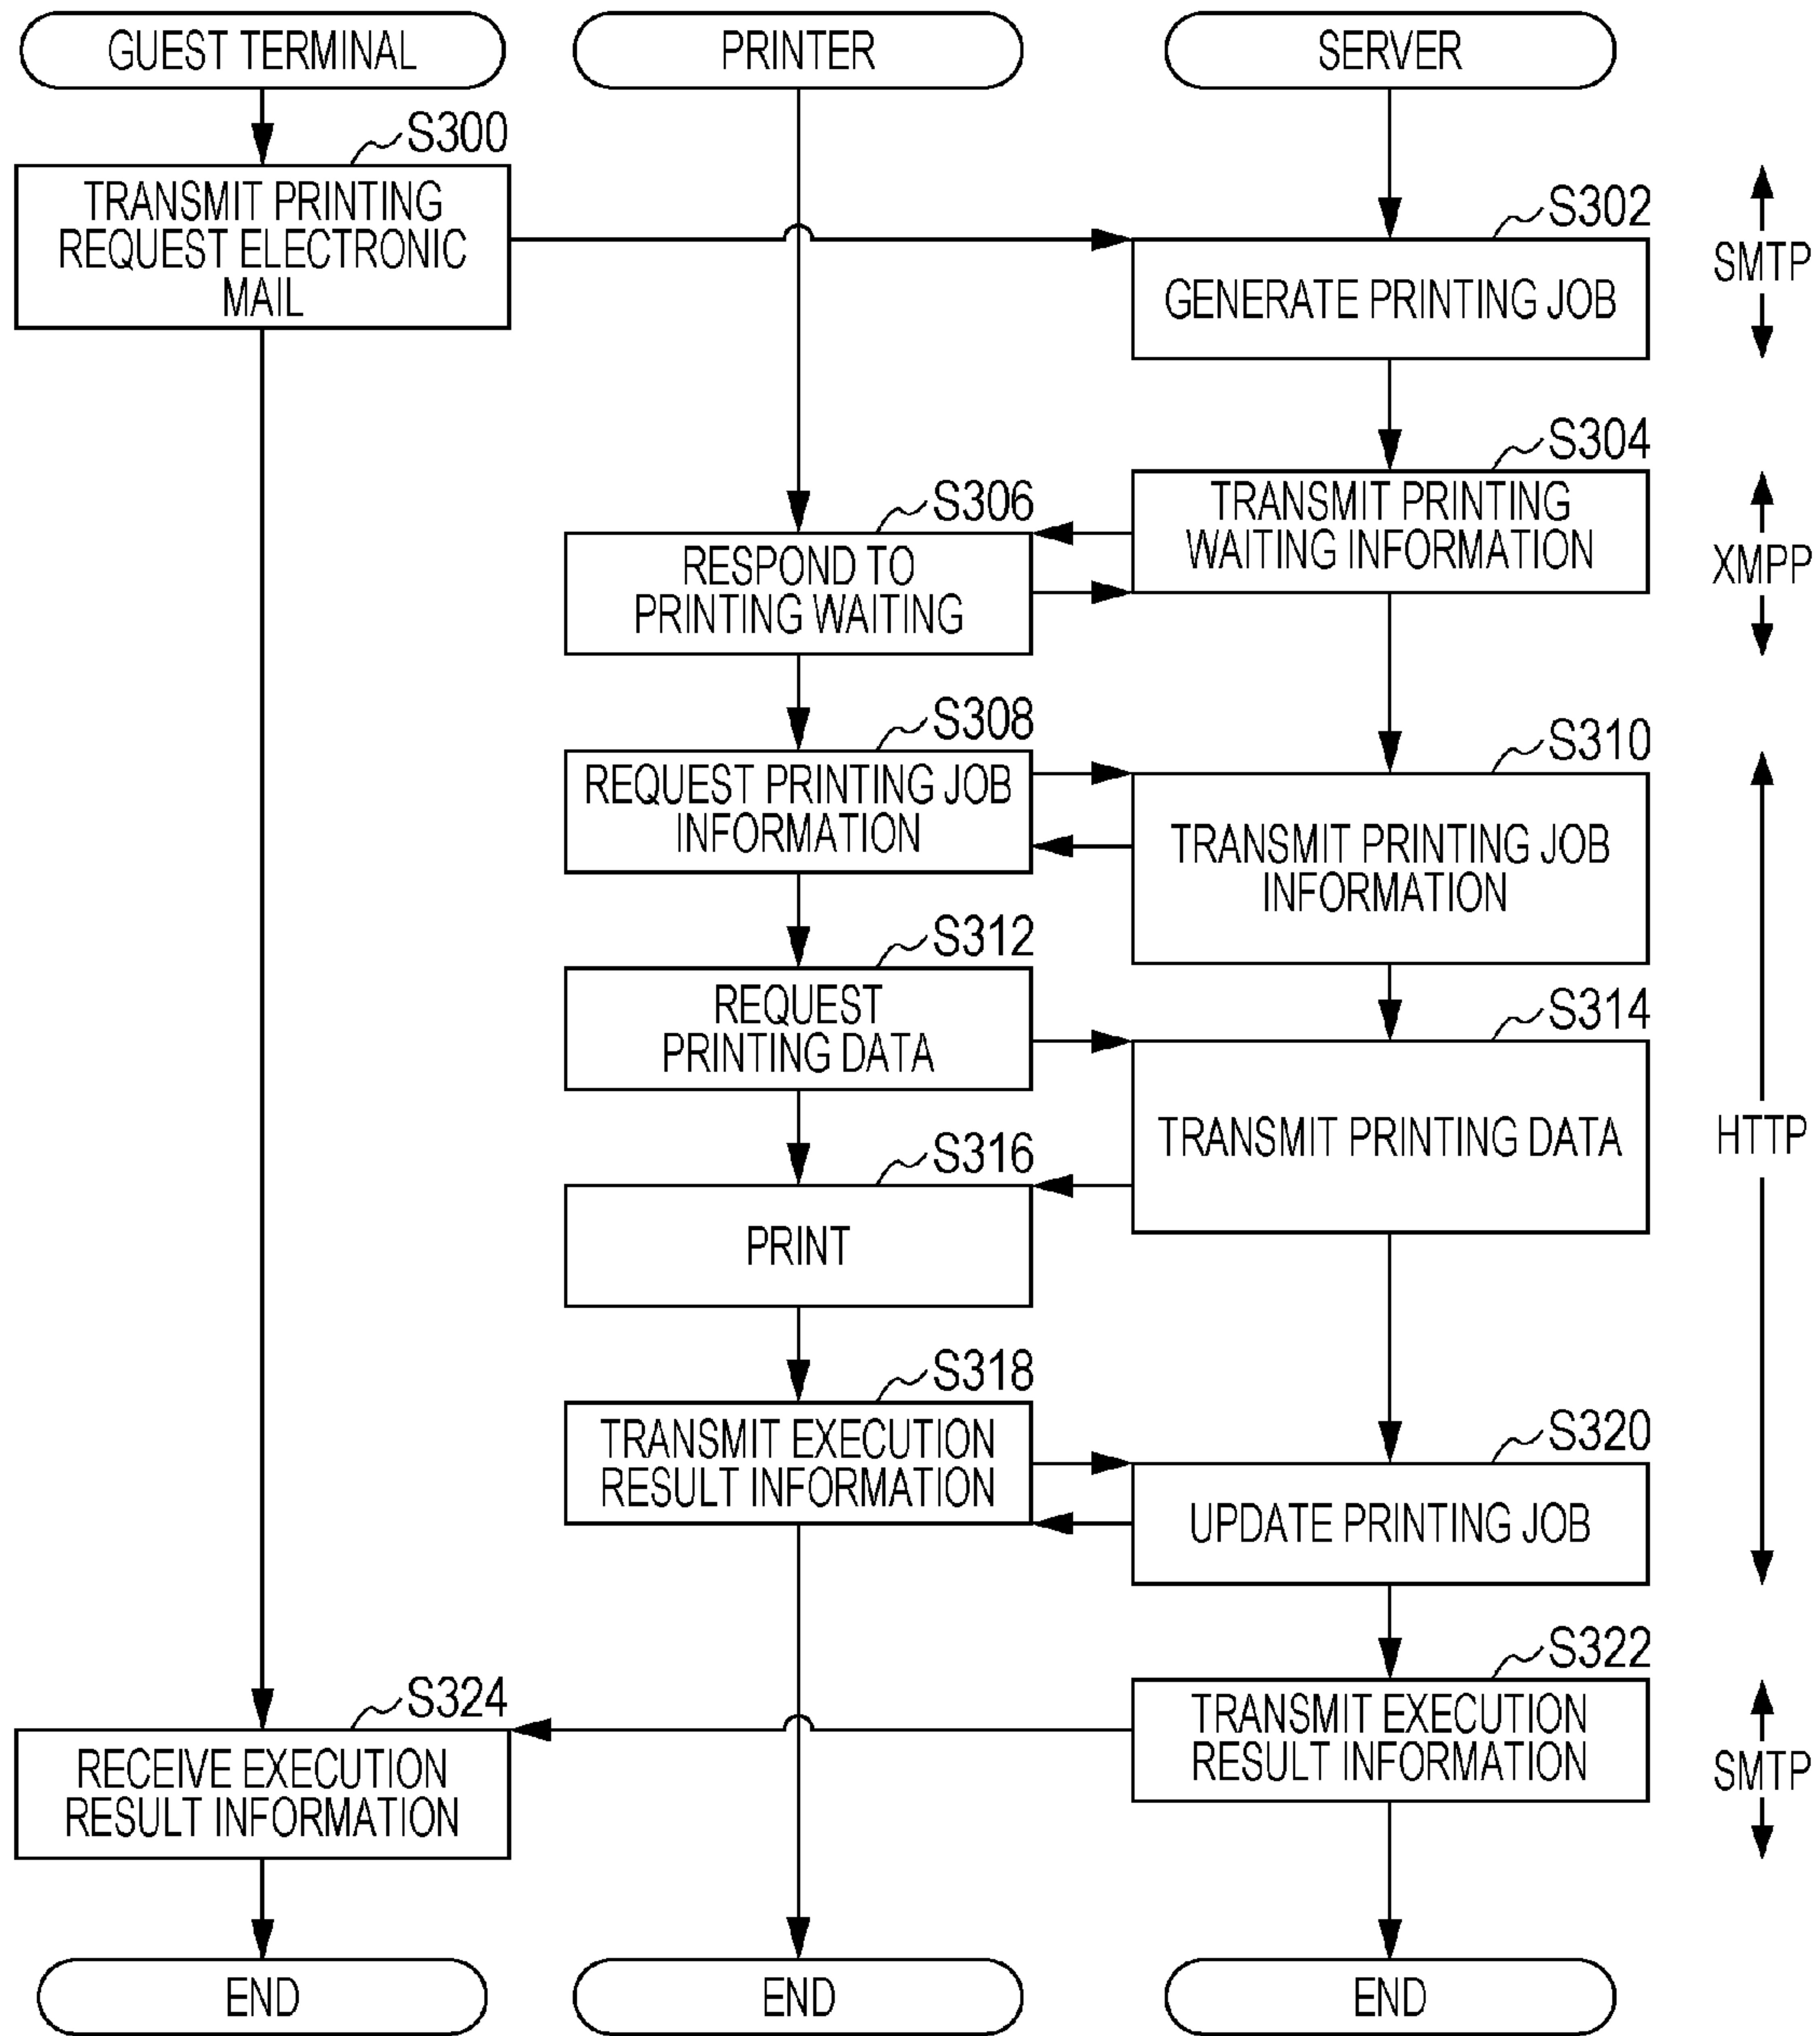 GUEST TERMINAL
PRINTER
SERVER
S300
TRANSMIT PRINTING
REQUEST ELECTRONIC
MAIL
S302
GENERATE PRINTING JOB
SMTP
S304
TRANSMIT PRINTING
WAITING INFORMATION
S306
RESPOND TO
PRINTING WAITING
XMPP
S308
REQUEST PRINTING JOB
INFORMATION
S310
TRANSMIT PRINTING JOB
INFORMATION
S312
REQUEST
PRINTING DATA
S314
TRANSMIT PRINTING DATA
HTTP
S316
PRINT
S318
TRANSMIT EXECUTION
RESULT INFORMATION
S320
UPDATE PRINTING JOB
S322
TRANSMIT EXECUTION
RESULT INFORMATION
SMTP
S324
RECEIVE EXECUTION
RESULT INFORMATION
END
END
END